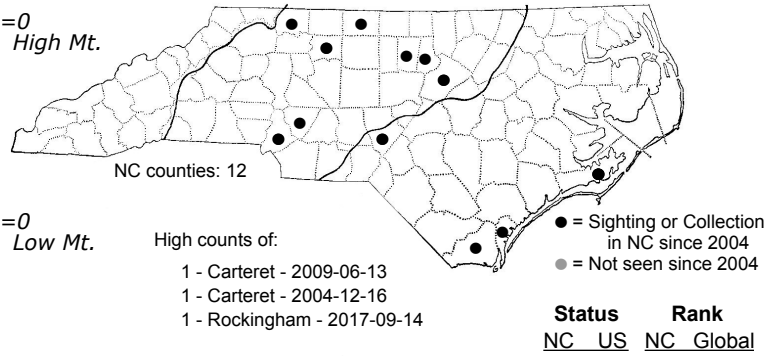 =0
High Mt.
NC counties: 12
=0
Low Mt.
High counts of:
1 - Carteret - 2009-06-13
1 - Carteret - 2004-12-16
1 - Rockingham - 2017-09-14
= Sighting or Collection
in NC since 2004
= Not seen since 2004
Status Rank
NC US NC Global